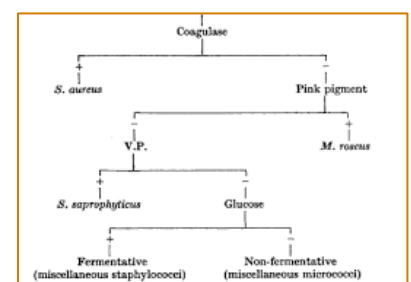 Coagulase
+ −
S. aureus Pink pigment
− +
V.P. M. roseus
+ −
S. saprophyticus Glucose
+ −
Fermentative Non-fermentative
(miscellaneous staphylococci) (miscellaneous micrococci)